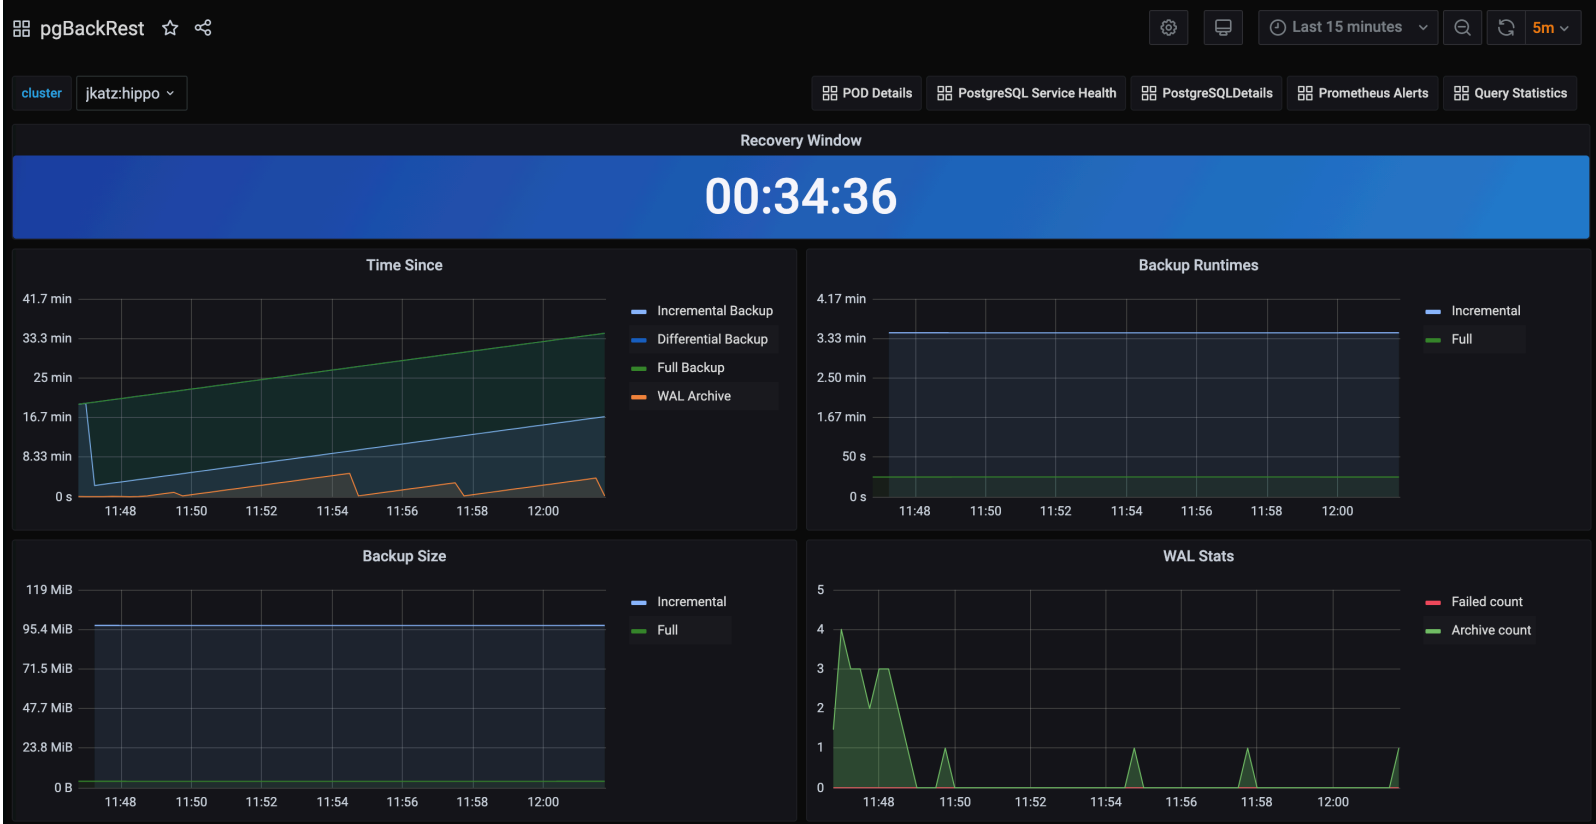 pgBackRest
Last 15 minutes
5m
cluster jkatz:hippo
POD Details PostgreSQL Service Health PostgreSQLDetails Prometheus Alerts Query Statistics
Recovery Window
00:34:36
Time Since
41.7 min
33.3 min
25 min
16.7 min
8.33 min
0 s
11:48 11:50 11:52 11:54 11:56 11:58 12:00
Incremental Backup
Differential Backup
Full Backup
WAL Archive
Backup Runtimes
4.17 min
3.33 min
2.50 min
1.67 min
50 s
0 s
11:48 11:50 11:52 11:54 11:56 11:58 12:00
Incremental
Full
Backup Size
119 MiB
95.4 MiB
71.5 MiB
47.7 MiB
23.8 MiB
0 B
11:48 11:50 11:52 11:54 11:56 11:58 12:00
Incremental
Full
WAL Stats
5
4
3
2
1
0
11:48 11:50 11:52 11:54 11:56 11:58 12:00
Failed count
Archive count